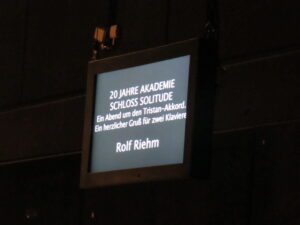 20 JAHRE AKADEMIE
SCHLOSS SOLITUDE
Ein Abend um den Tristan-Akkord.
Ein herzlicher Gruß für zwei Klaviere
Rolf Riehm